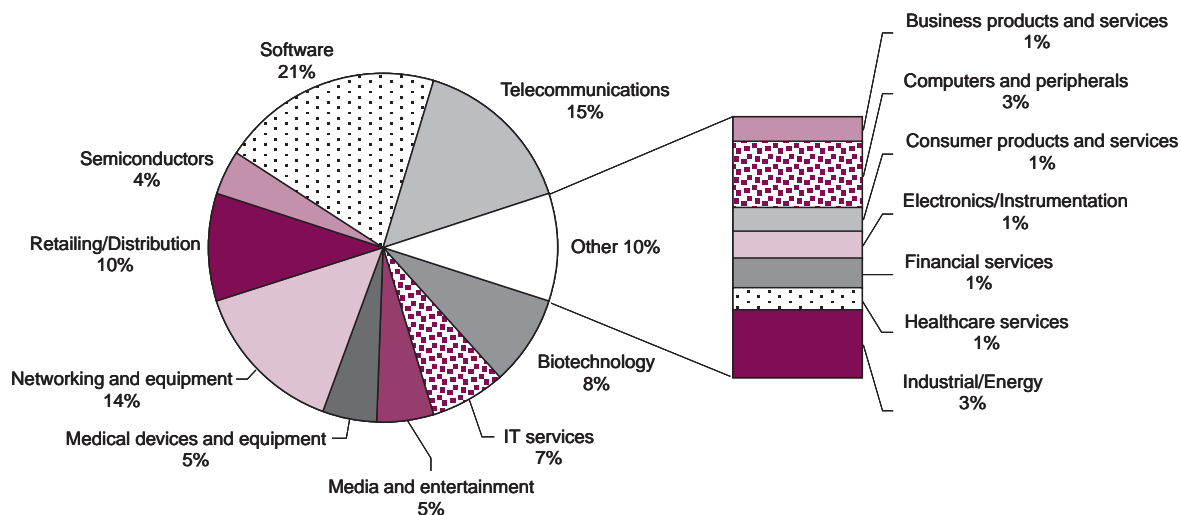 Software
21%
Telecommunications
15%
Other 10%
Biotechnology
8%
IT services
7%
Media and entertainment
5%
Medical devices and equipment
5%
Networking and equipment
14%
Retailing/Distribution
10%
Semiconductors
4%
Business products and services
1%
Computers and peripherals
3%
Consumer products and services
1%
Electronics/Instrumentation
1%
Financial services
1%
Healthcare services
1%
Industrial/Energy
3%